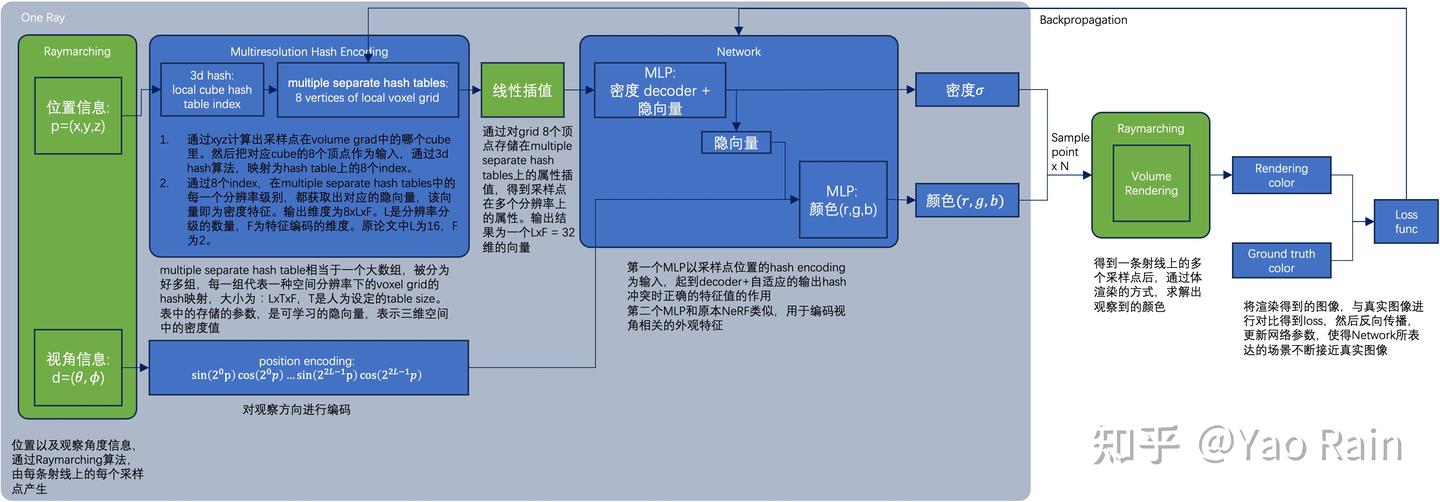 One Ray
Backpropagation
Raymarching
位置信息:
p=(x,y,z)
视角信息:
d=(θ, ϕ)
位置以及观察角度信息，
通过Raymarching算法，
由每条射线上的每个采样
点产生
Multiresolution Hash Encoding
3d hash:
local cube hash
table index
multiple separate hash tables:
8 vertices of local voxel grid
1. 通过xyz计算出采样点在volume grad中的哪个cube
里。然后把对应cube的8个顶点作为输入，通过3d
hash算法，映射为hash table上的8个index。
2. 通过8个index，在multiple separate hash tables中的
每一个分辨率级别，都获取出对应的隐向量，该向
量即为密度特征。输出维度为8xLxF。L是分辨率分
级的数量，F为特征编码的维度。原论文中L为16，F
为2。
multiple separate hash table相当于一个大数组，被分为
好多组，每一组代表一种空间分辨率下的voxel grid的
hash映射，大小为：LxTxF，T是人为设定的table size。
表中的存储的参数，是可学习的隐向量，表示三维空间
中的密度值
position encoding:
sin(2⁰p) cos(2⁰p) … sin(2²ᴸ⁻¹p) cos(2²ᴸ⁻¹p)
对观察方向进行编码
线性插值
通过对grid 8个顶
点存储在multiple
separate hash
tables上的属性插
值，得到采样点
在多个分辨率上
的属性。输出结
果为一个LxF = 32
维的向量
Network
MLP:
密度 decoder +
隐向量
隐向量
MLP:
颜色(r,g,b)
第一个MLP以采样点位置的hash encoding
为输入，起到decoder+自适应的输出hash
冲突时正确的特征值的作用
第二个MLP和原本NeRF类似，用于编码视
角相关的外观特征
密度σ
颜色(r, g, b)
Sample
point
x N
Raymarching
Volume
Rendering
得到一条射线上的多
个采样点后，通过体
渲染的方式，求解出
观察到的颜色
Rendering
color
Ground truth
color
Loss
func
将渲染得到的图像，与真实图像进
行对比得到loss，然后反向传播，
更新网络参数，使得Network所表
达的场景不断接近真实图像
知乎 @Yao Rain